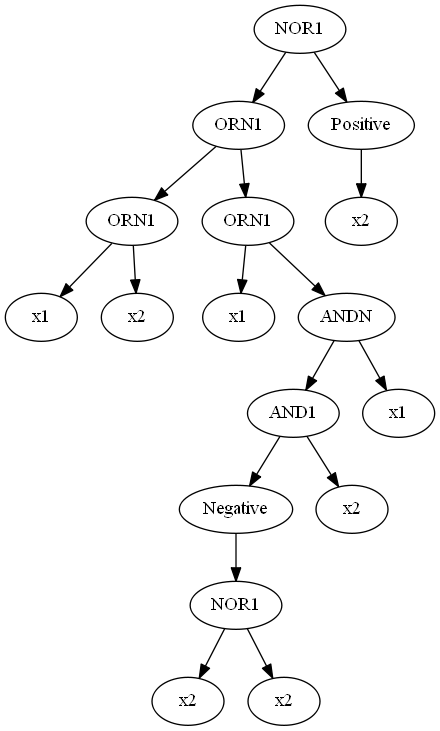 NOR1
ORN1 Positive
ORN1 ORN1 x2
x1 x2 x1 ANDN
AND1 x1
Negative x2
NOR1
x2 x2